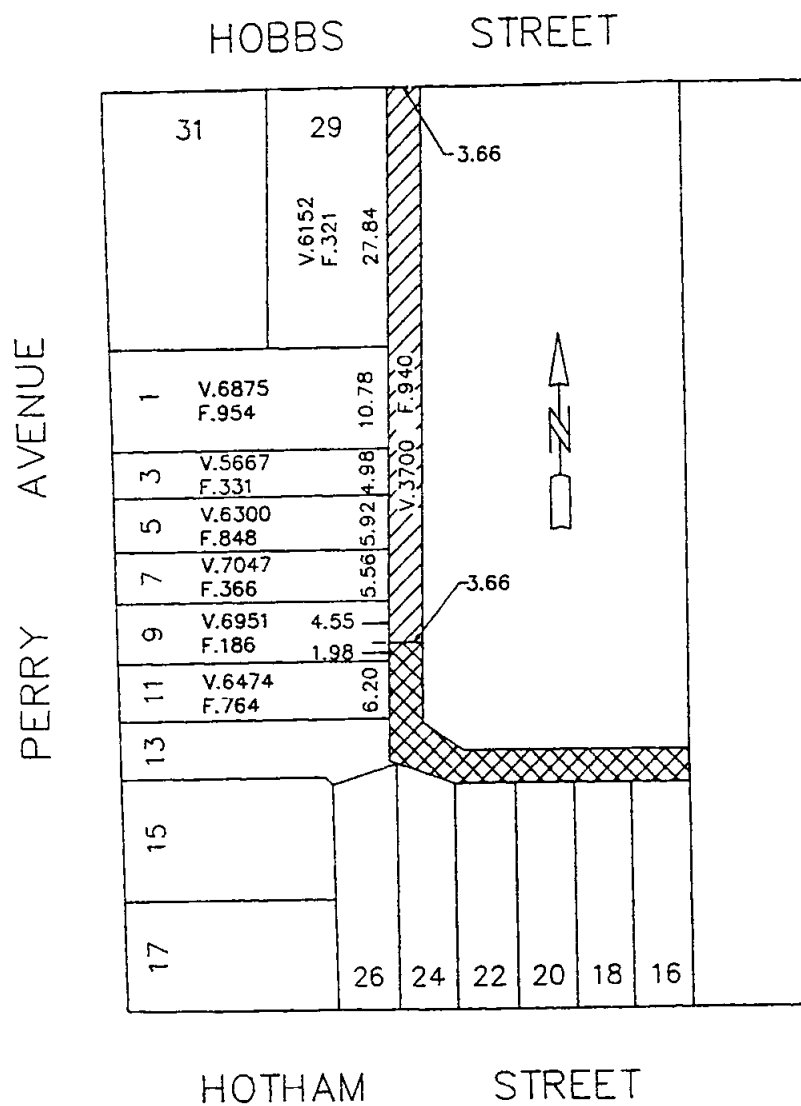 HOBBS STREET
31
29
3.66
V.6152
F.321
27.84
PERRY AVENUE
1
V.6875
F.954
10.78
V.3700 F.940
N
3
V.5667
F.331
4.98
5
V.6300
F.848
5.92
7
V.7047
F.366
5.56
3.66
9
V.6951
F.186
4.55
1.98
11
V.6474
F.764
6.20
13
15
17
26
24
22
20
18
16
HOTHAM STREET